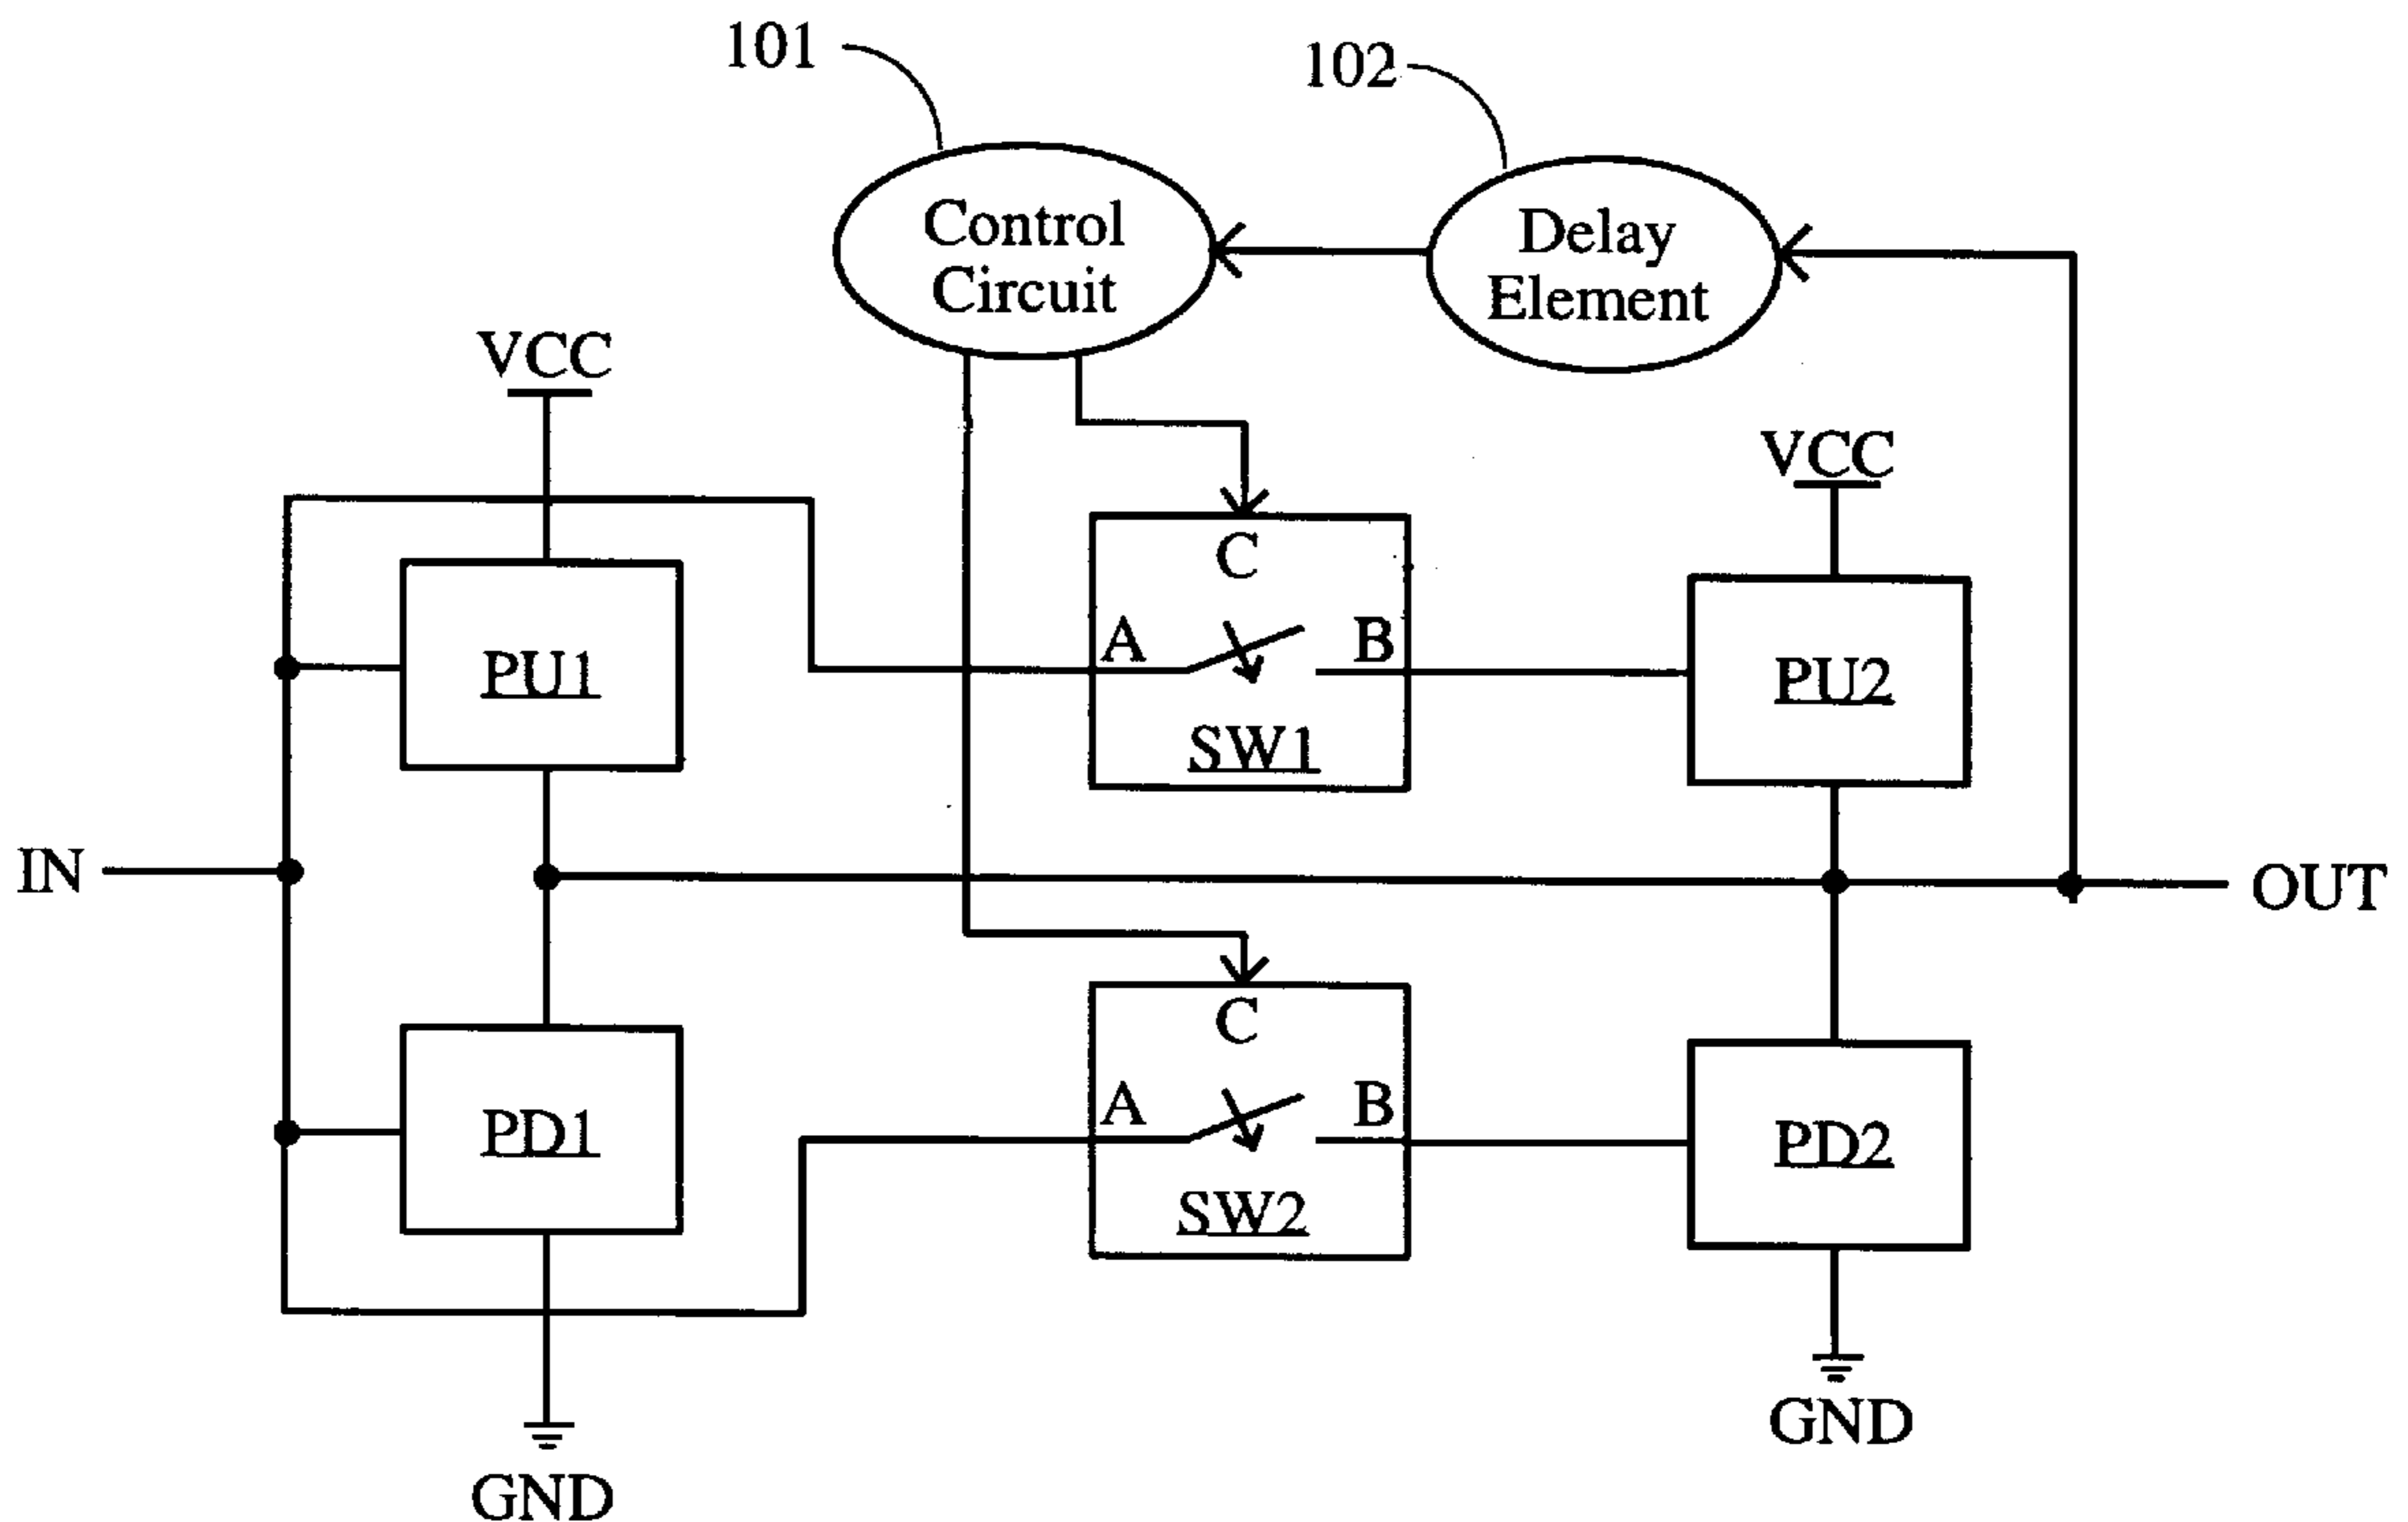 101
102
Control
Circuit
Delay
Element
VCC
VCC
C
A
B
PU1
PU2
SW1
IN
OUT
C
A
B
PD1
PD2
SW2
GND
GND